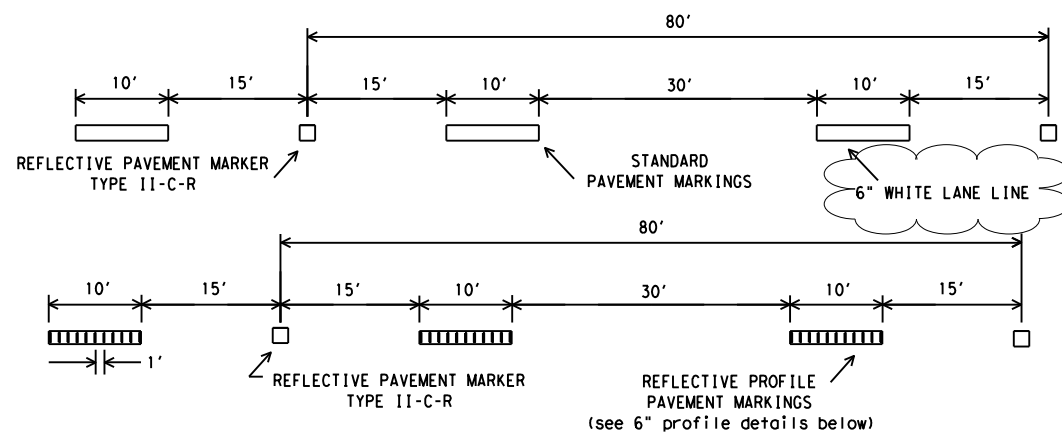 80'
10' 15' 15' 10' 30' 10' 15'
REFLECTIVE PAVEMENT MARKER
TYPE II-C-R
STANDARD
PAVEMENT MARKINGS
6" WHITE LANE LINE
80'
10' 15' 15' 10' 30' 10' 15'
1'
REFLECTIVE PAVEMENT MARKER
TYPE II-C-R
REFLECTIVE PROFILE
PAVEMENT MARKINGS
(see 6" profile details below)